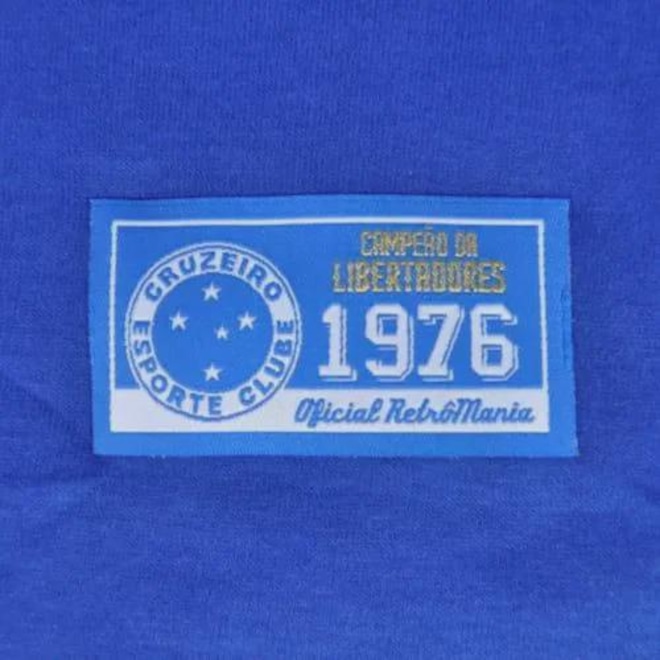 CRUZEIRO
ESPORTE CLUBE
CAMPEÃO DA
LIBERTADORES
1976
Oficial RetrôMania